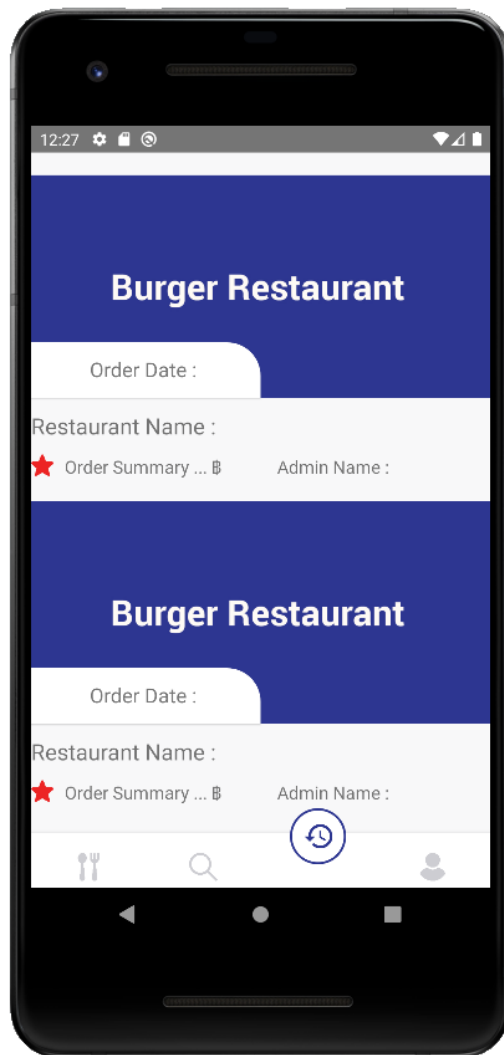 12:27
Burger Restaurant
Order Date :
Restaurant Name :
Order Summary ... ฿ Admin Name :
Burger Restaurant
Order Date :
Restaurant Name :
Order Summary ... ฿ Admin Name :